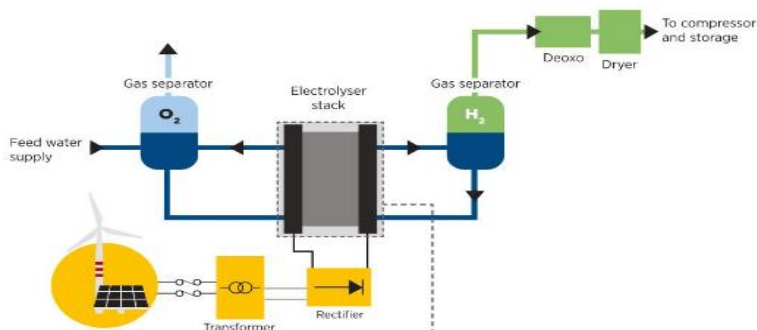 To compressor
and storage
Deoxo
Dryer
Gas separator
Gas separator
Electrolyser
stack
O2
H2
Feed water
supply
Transformer
Rectifier